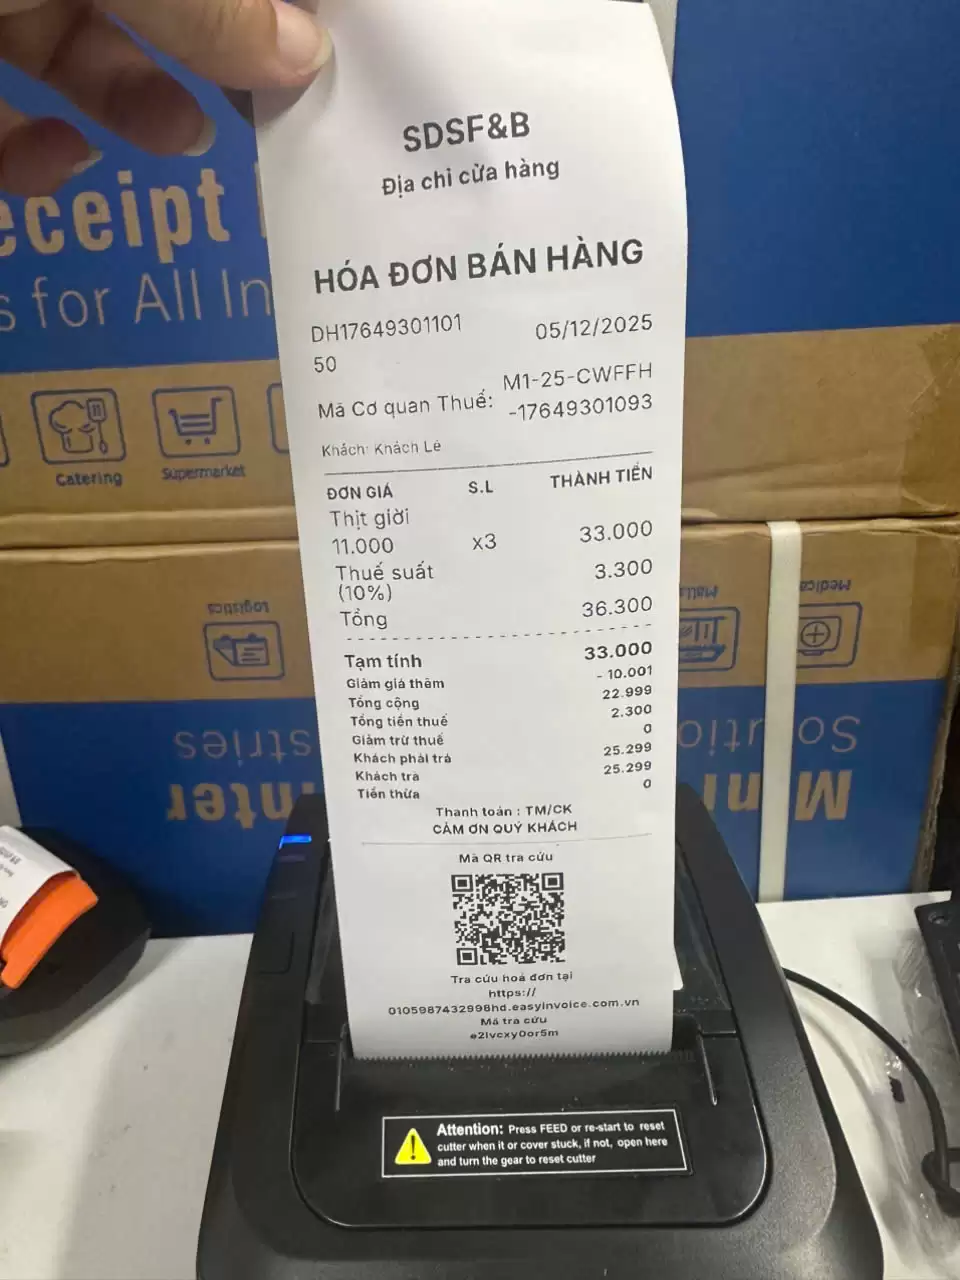 eceipt
s for All In
Catering
Supermarket
Logistics
Mall
Medical
Solutio
stries
Mini
nter
SDSF&B
Địa chỉ cửa hàng
HÓA ĐƠN BÁN HÀNG
DH17649301101
50
05/12/2025
Mã Cơ quan Thuế:
M1-25-CWFFH
-17649301093
Khách: Khách Lẻ
ĐƠN GIÁ S.L THÀNH TIỀN
Thịt giời
11.000 x3 33.000
Thuế suất
(10%) 3.300
Tổng 36.300
Tạm tính 33.000
Giảm giá thêm - 10.001
Tổng cộng 22.999
Tổng tiền thuế 2.300
Giảm trừ thuế 0
Khách phải trả 25.299
Khách trả 25.299
Tiền thừa 0
Thanh toán : TM/CK
CẢM ƠN QUÝ KHÁCH
Mã QR tra cứu
Tra cứu hoá đơn tại
https://
0105987432998hd.easyinvoice.com.vn
Mã tra cứu
e2lvcxy0or5m
Attention: Press FEED or re-start to reset
cutter when it or cover stuck, if not, open here
and turn the gear to reset cutter